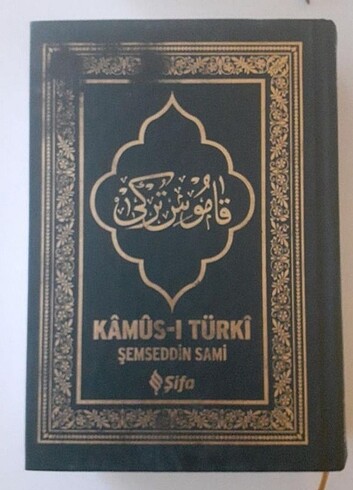 قاموس تركى
KÂMÛS-I TÜRKÎ
ŞEMSEDDİN SAMİ
Şifa